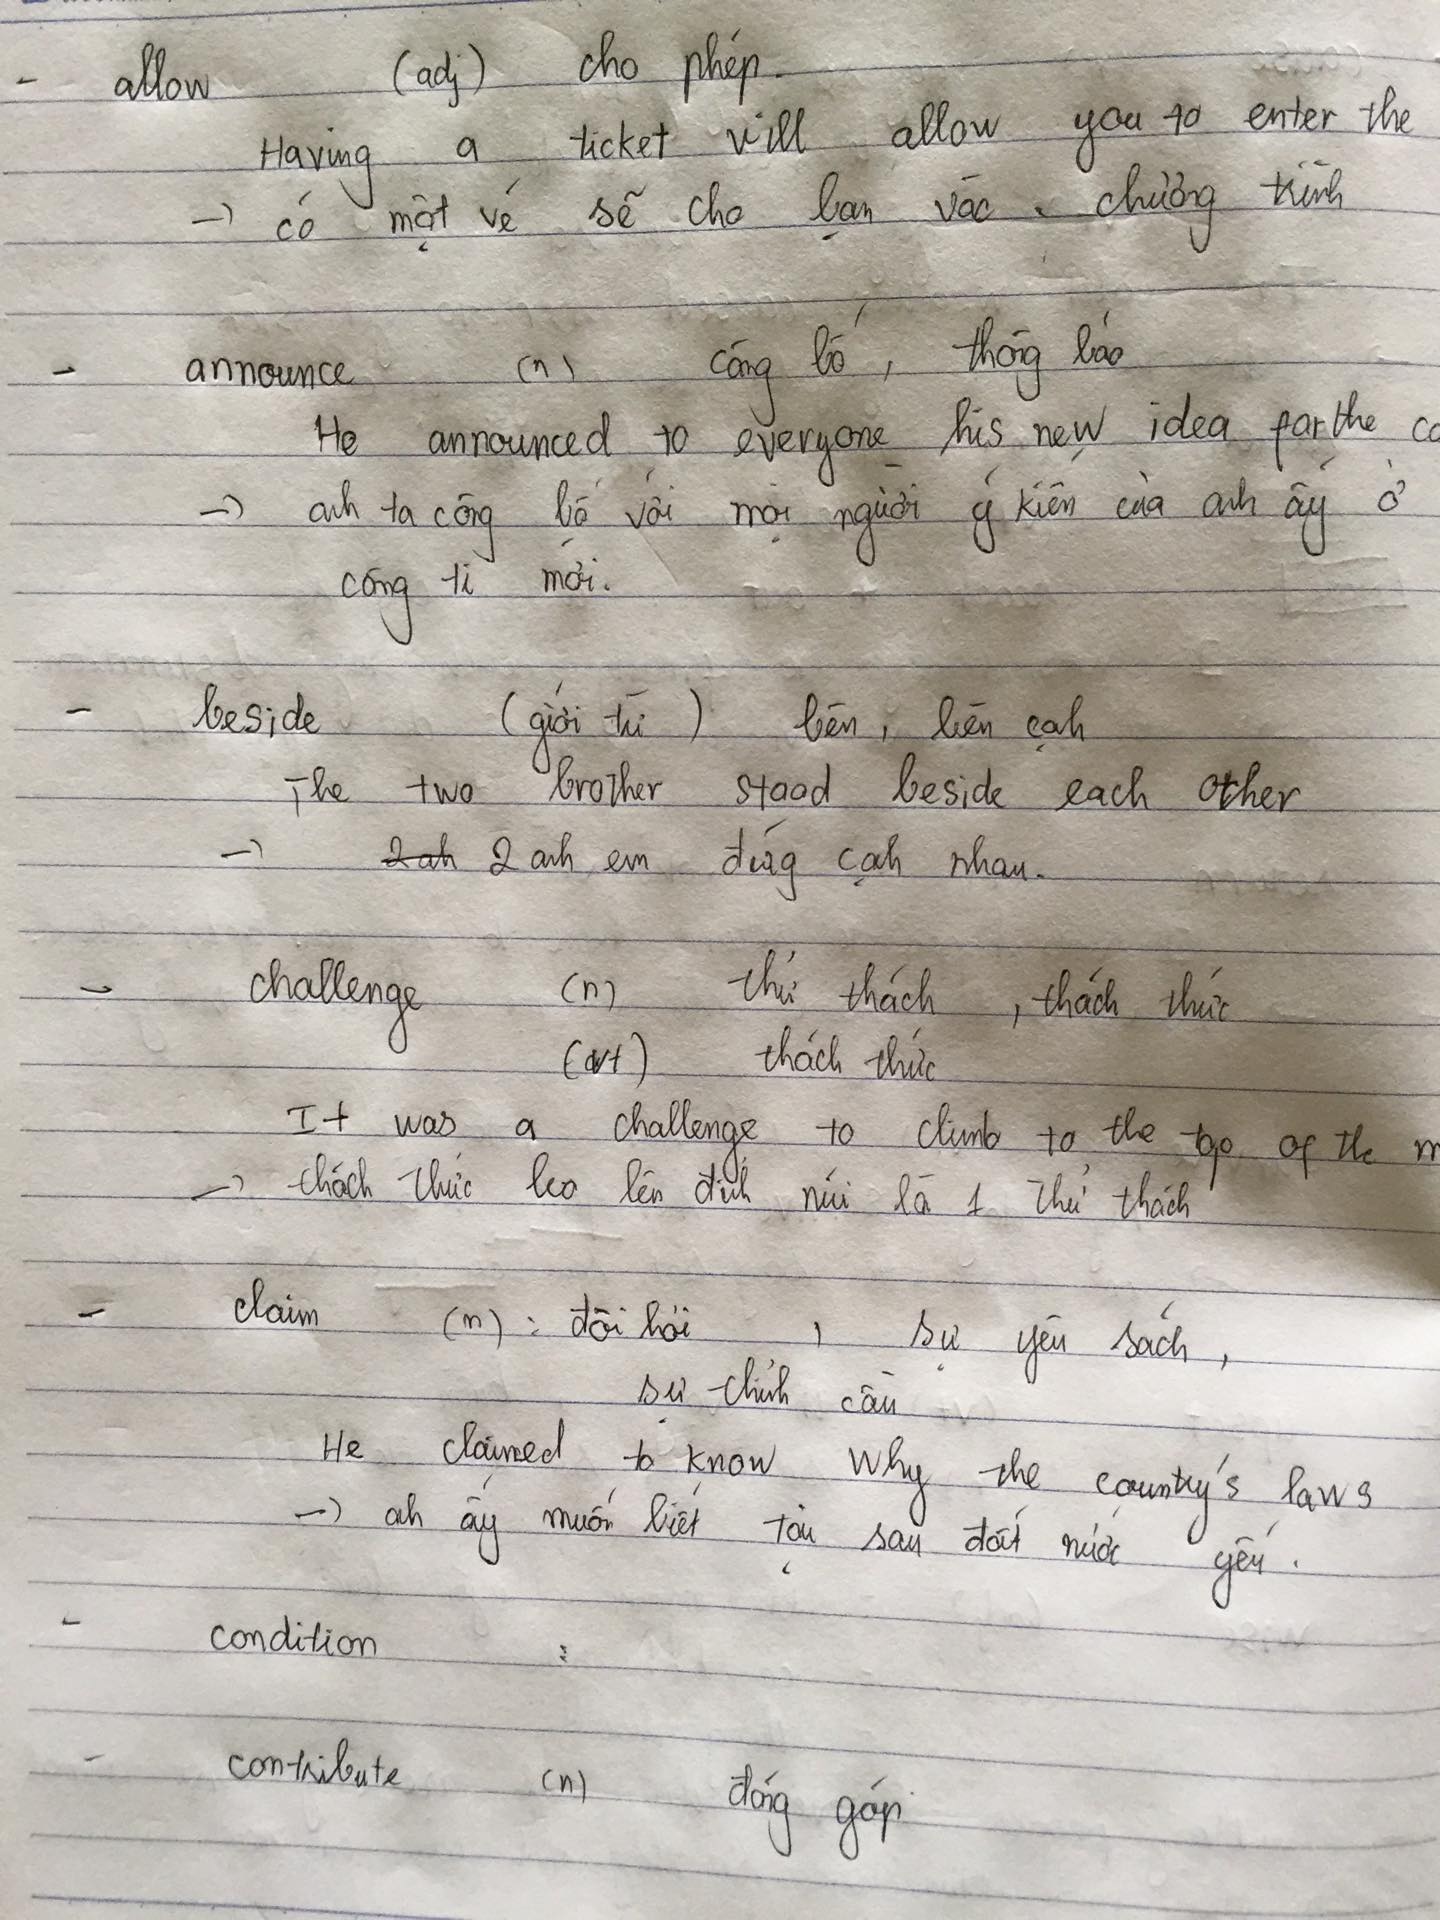 - allow (adj) cho phép.
Having a ticket will allow you to enter the
→ có một vé sẽ cho bạn vào chương trình
- announce (n) công bố, thông báo
He announced to everyone his new idea for the co
→ anh ta công bố với mọi người ý kiến của anh ấy ở
công ti mới.
- beside (giới từ) bên, bên cạnh
The two brother stood beside each other
→ 2 anh em đứng cạnh nhau.
- challenge (n) thử thách, thách thức
(vt) thách thức
It was a challenge to climb to the top of the m
→ thách thức leo lên đỉnh núi là 1 thử thách
- claim (n): đòi hỏi, sự yêu sách,
sự thỉnh cầu
He claimed to know why the country's laws
→ anh ấy muốn biết tại sao đất nước yếu.
- condition :
- contribute (n) đóng góp